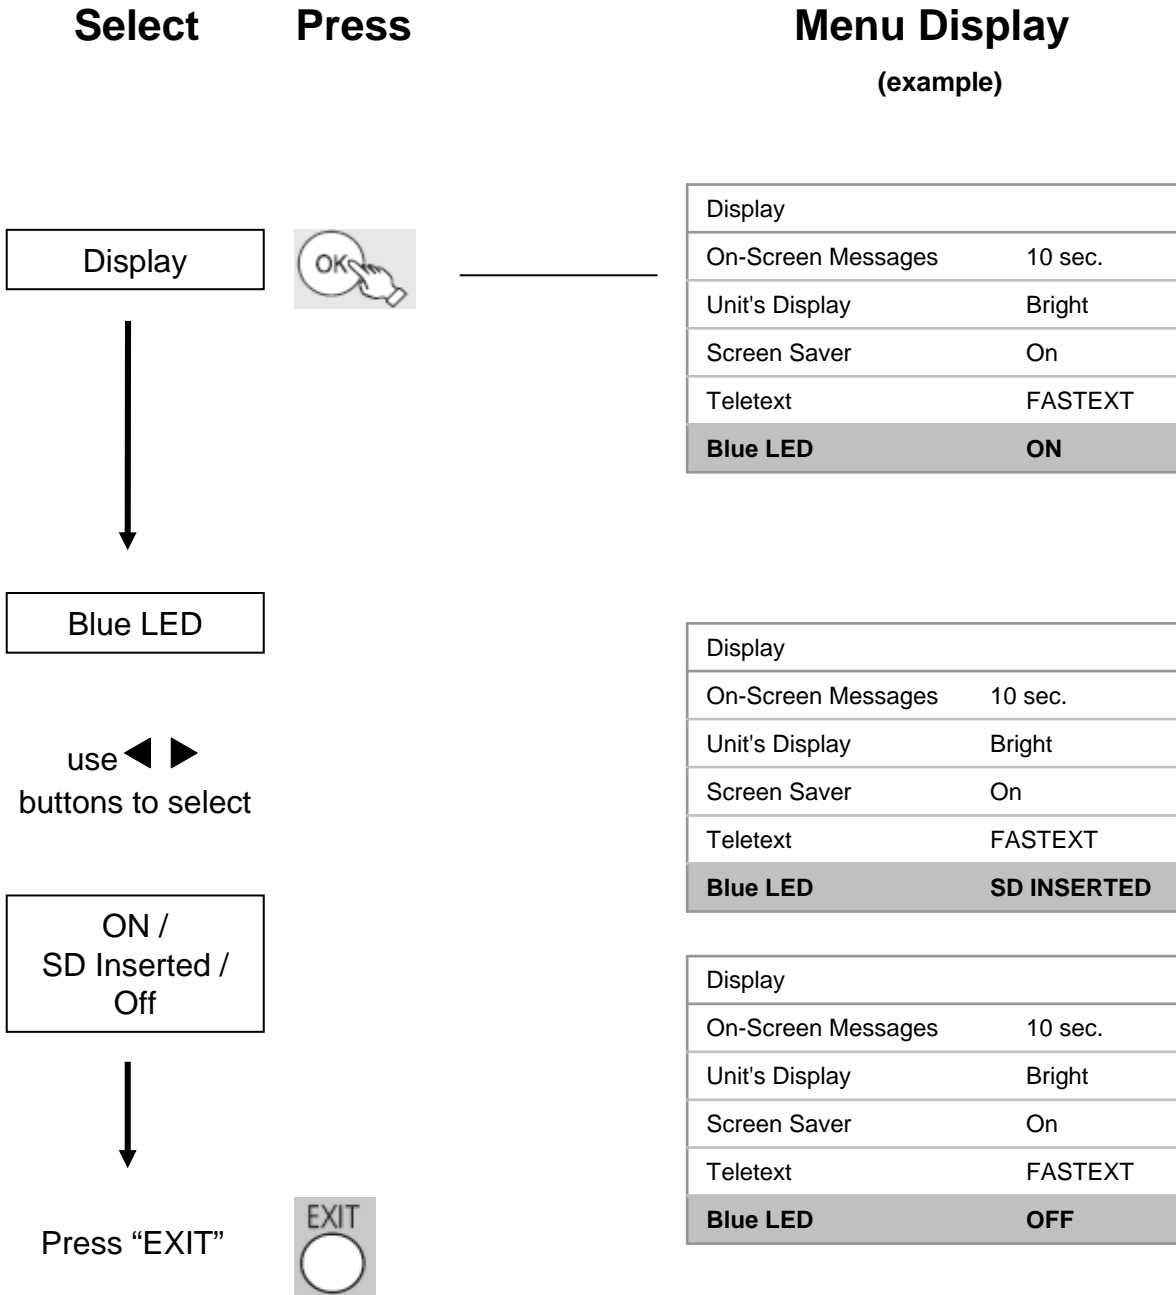 Select Press Menu Display
(example)
Display
OK
Display
On-Screen Messages 10 sec.
Unit's Display Bright
Screen Saver On
Teletext FASTEXT
Blue LED ON
Blue LED
use ◀ ▶
buttons to select
Display
On-Screen Messages 10 sec.
Unit's Display Bright
Screen Saver On
Teletext FASTEXT
Blue LED SD INSERTED
ON /
SD Inserted /
Off
Display
On-Screen Messages 10 sec.
Unit's Display Bright
Screen Saver On
Teletext FASTEXT
Blue LED OFF
Press “EXIT”
EXIT